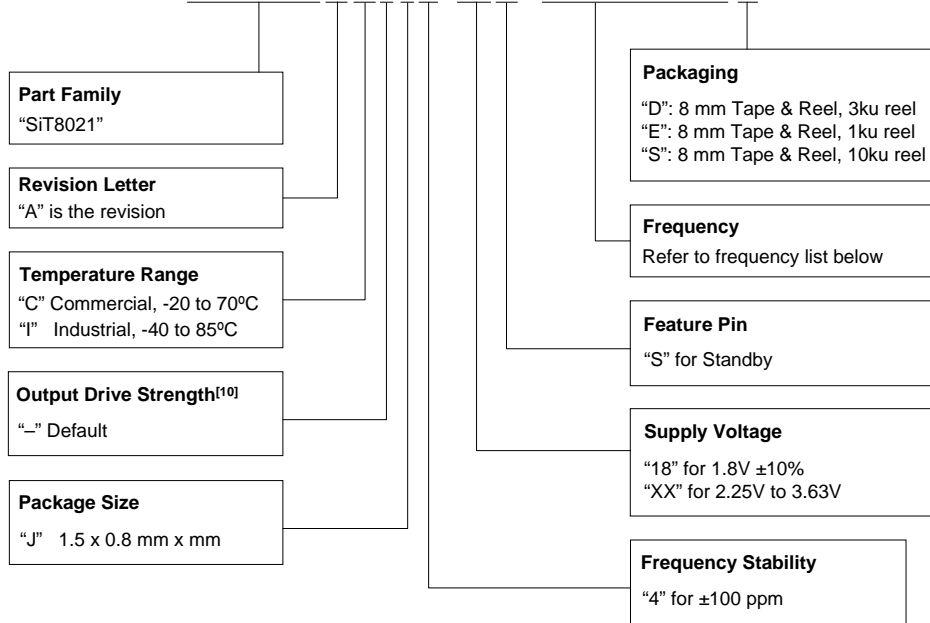 Part Family
“SiT8021”
Revision Letter
“A” is the revision
Temperature Range
“C” Commercial, -20 to 70ºC
“I” Industrial, -40 to 85ºC
Output Drive Strength[10]
“–” Default
Package Size
“J” 1.5 x 0.8 mm x mm
Packaging
“D”: 8 mm Tape & Reel, 3ku reel
“E”: 8 mm Tape & Reel, 1ku reel
“S”: 8 mm Tape & Reel, 10ku reel
Frequency
Refer to frequency list below
Feature Pin
“S” for Standby
Supply Voltage
“18” for 1.8V ±10%
“XX” for 2.25V to 3.63V
Frequency Stability
“4” for ±100 ppm